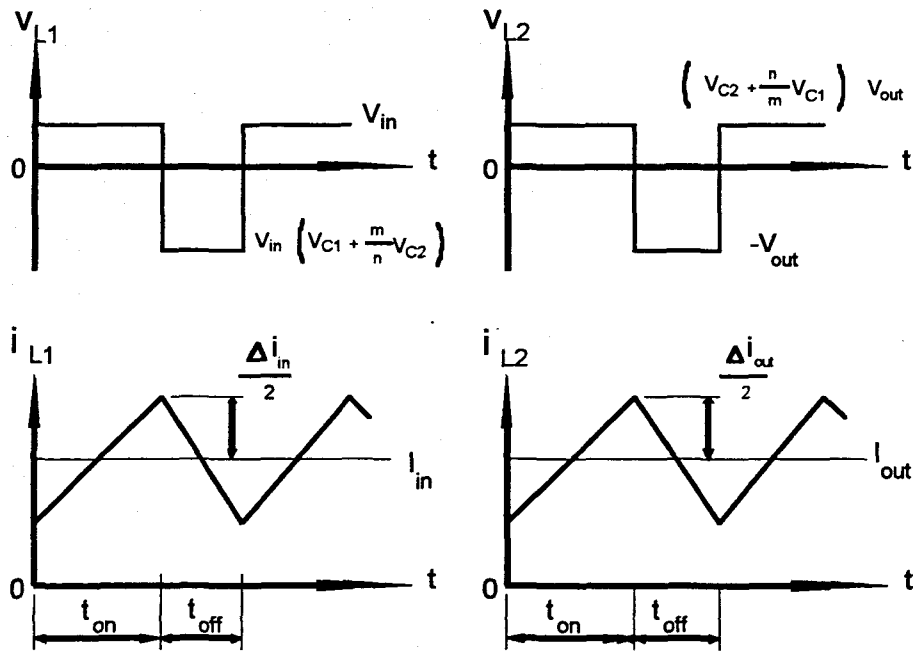 V_L1
V_in
0
t
V_in (V_C1 + m/n V_C2)
V_L2
(V_C2 + n/m V_C1) V_out
0
t
-V_out
i_L1
Δi_in/2
I_in
0
t
t_on
t_off
i_L2
Δi_out/2
I_out
0
t
t_on
t_off